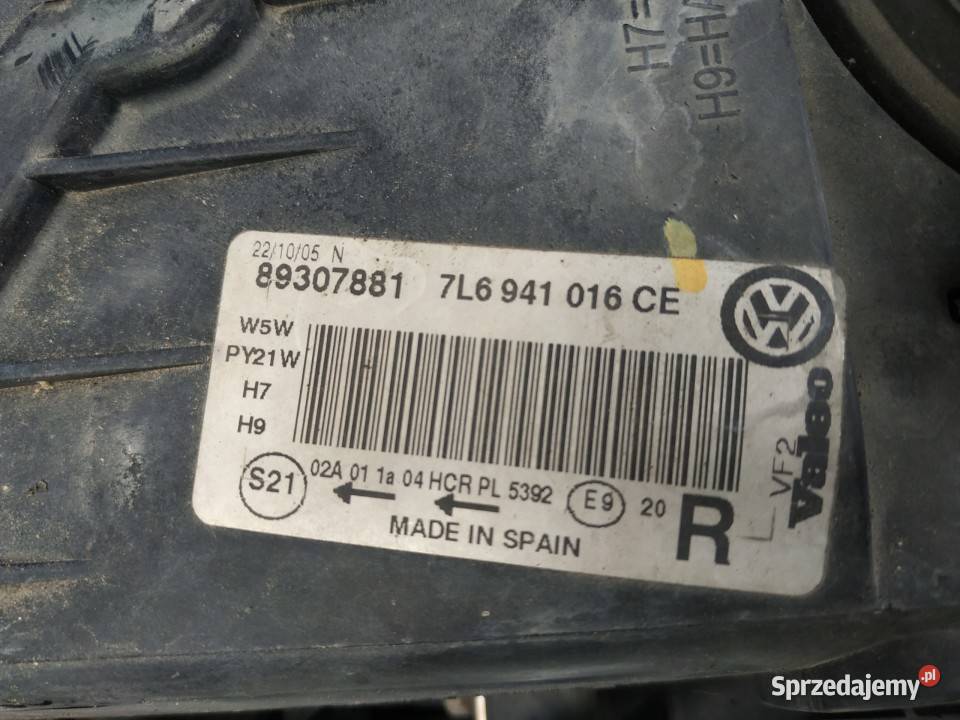 H7=
H9=HA
22/10/05 N
89307881 7L6 941 016 CE
W5W
PY21W
H7
H9
S21
02A 01 1a 04 HCR PL 5392 E9 20
R
MADE IN SPAIN
VF2
Valeo
Sprzedajemy.pl